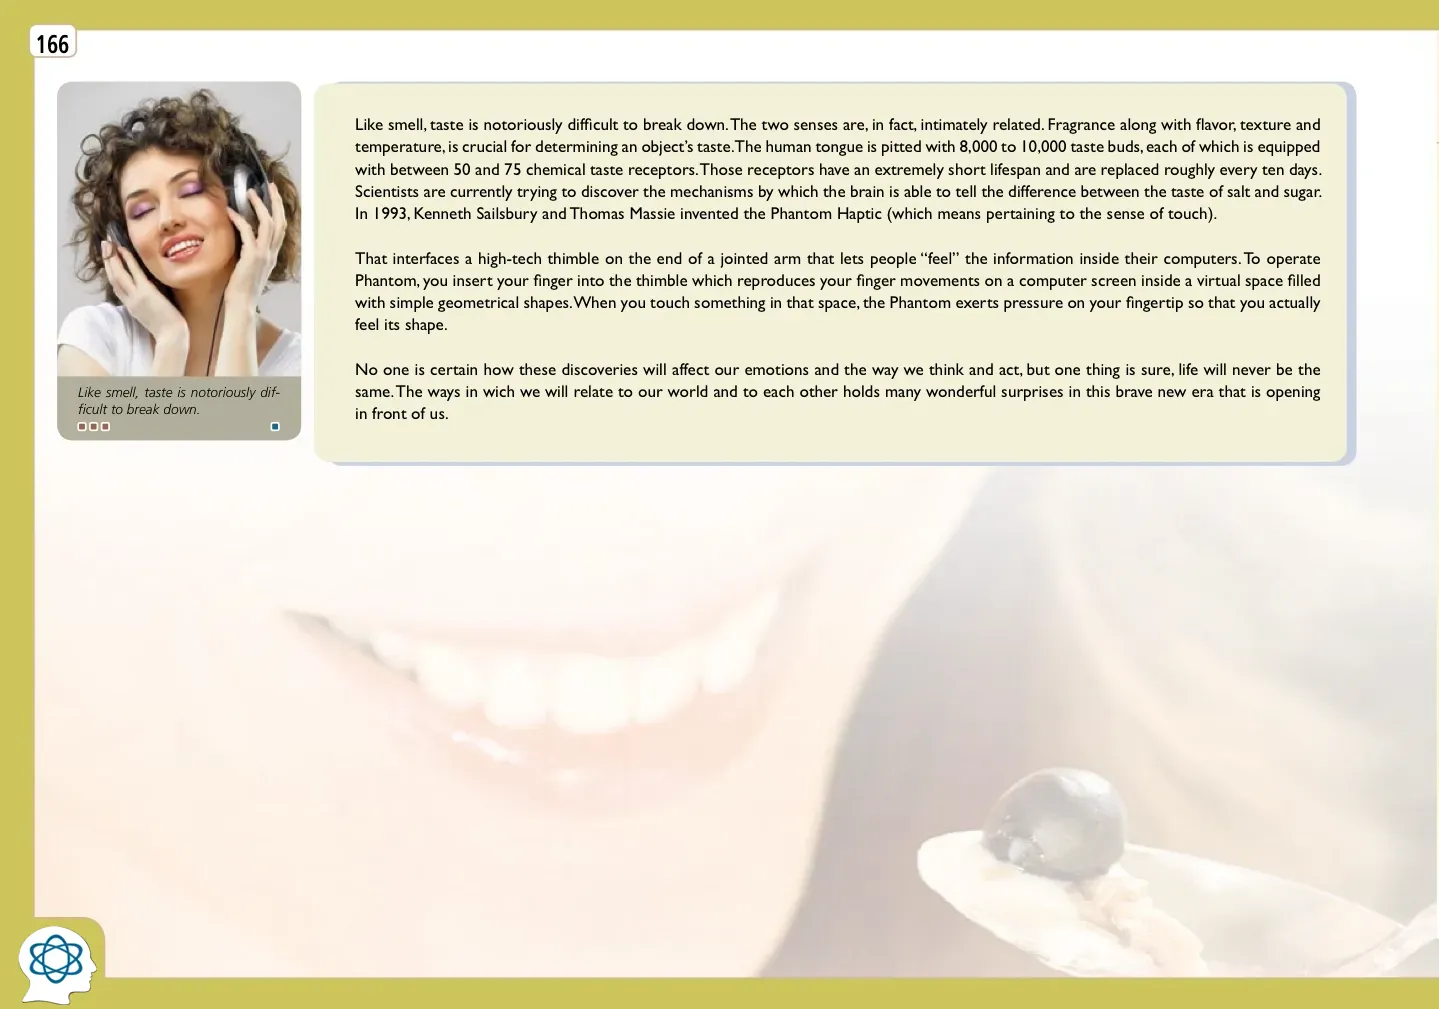 166
Like smell, taste is notoriously difficult to break down. The two senses are, in fact, intimately related. Fragrance along with flavor, texture and
temperature, is crucial for determining an object’s taste.The human tongue is pitted with 8,000 to 10,000 taste buds, each of which is equipped
with between 50 and 75 chemical taste receptors. Those receptors have an extremely short lifespan and are replaced roughly every ten days.
Scientists are currently trying to discover the mechanisms by which the brain is able to tell the difference between the taste of salt and sugar.
In 1993, Kenneth Sailsbury and Thomas Massie invented the Phantom Haptic (which means pertaining to the sense of touch).
That interfaces a high-tech thimble on the end of a jointed arm that lets people “feel” the information inside their computers. To operate
Phantom, you insert your finger into the thimble which reproduces your finger movements on a computer screen inside a virtual space filled
with simple geometrical shapes. When you touch something in that space, the Phantom exerts pressure on your fingertip so that you actually
feel its shape.
No one is certain how these discoveries will affect our emotions and the way we think and act, but one thing is sure, life will never be the
same. The ways in wich we will relate to our world and to each other holds many wonderful surprises in this brave new era that is opening
in front of us.
Like smell, taste is notoriously dif-
ficult to break down.